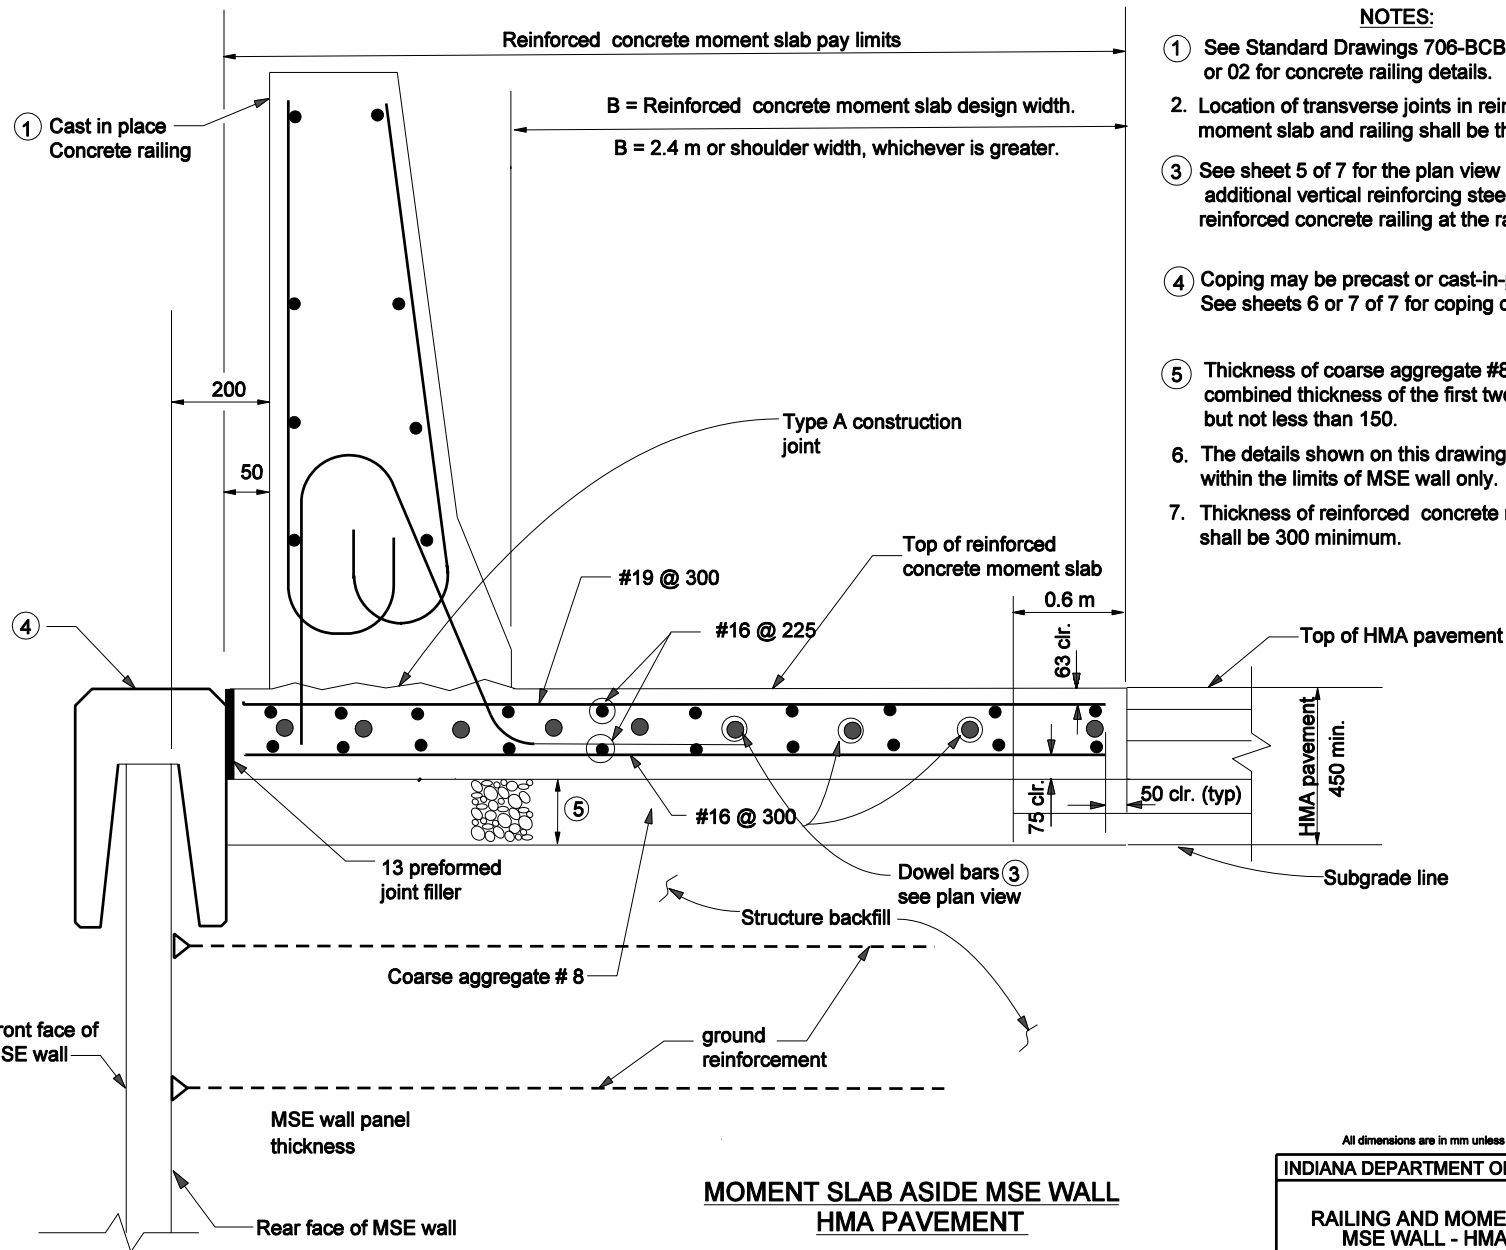 Reinforced concrete moment slab pay limits
B = Reinforced concrete moment slab design width.
B = 2.4 m or shoulder width, whichever is greater.
1 Cast in place
Concrete railing
200
50
Type A construction
joint
Top of reinforced
concrete moment slab
#19 @ 300
#16 @ 225
0.6 m
63 clr.
Top of HMA pavement
4
HMA pavement
450 min.
75 clr.
50 clr. (typ)
5
#16 @ 300
13 preformed
joint filler
Dowel bars 3
see plan view
Subgrade line
Structure backfill
Coarse aggregate # 8
ground
reinforcement
ront face of
SE wall
MSE wall panel
thickness
Rear face of MSE wall
MOMENT SLAB ASIDE MSE WALL
HMA PAVEMENT
NOTES:
1 See Standard Drawings 706-BCB
or 02 for concrete railing details.
2. Location of transverse joints in rei
moment slab and railing shall be th
3 See sheet 5 of 7 for the plan view
additional vertical reinforcing stee
reinforced concrete railing at the ra
4 Coping may be precast or cast-in-
See sheets 6 or 7 of 7 for coping
5 Thickness of coarse aggregate #8
combined thickness of the first tw
but not less than 150.
6. The details shown on this drawing
within the limits of MSE wall only.
7. Thickness of reinforced concrete
shall be 300 minimum.
All dimensions are in mm unless
INDIANA DEPARTMENT O
RAILING AND MOME
MSE WALL - HMA